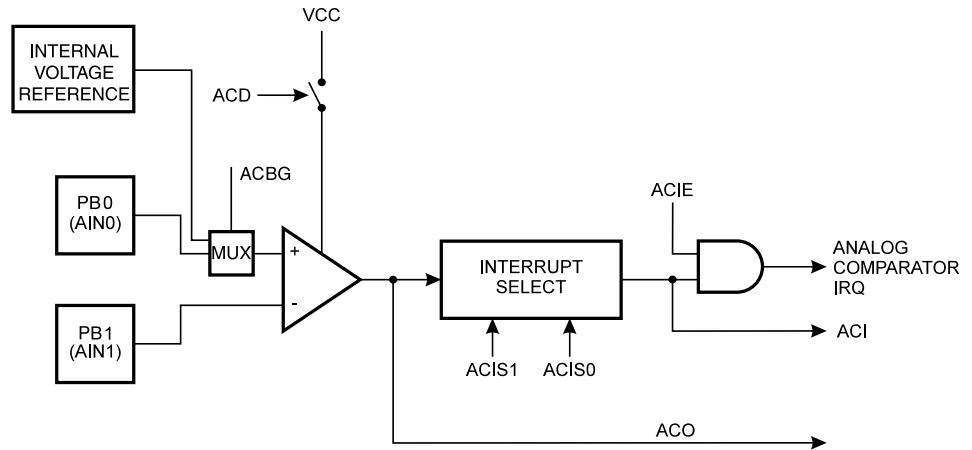 VCC
INTERNAL
VOLTAGE
REFERENCE
ACD
ACBG
PB0
(AIN0)
MUX
+
-
PB1
(AIN1)
INTERRUPT
SELECT
ACIS1
ACIS0
ACIE
ANALOG
COMPARATOR
IRQ
ACI
ACO